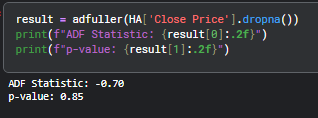 result = adfuller(HA['Close Price'].dropna())
print(f"ADF Statistic: {result[0]:.2f}")
print(f"p-value: {result[1]:.2f}")
ADF Statistic: -0.70
p-value: 0.85